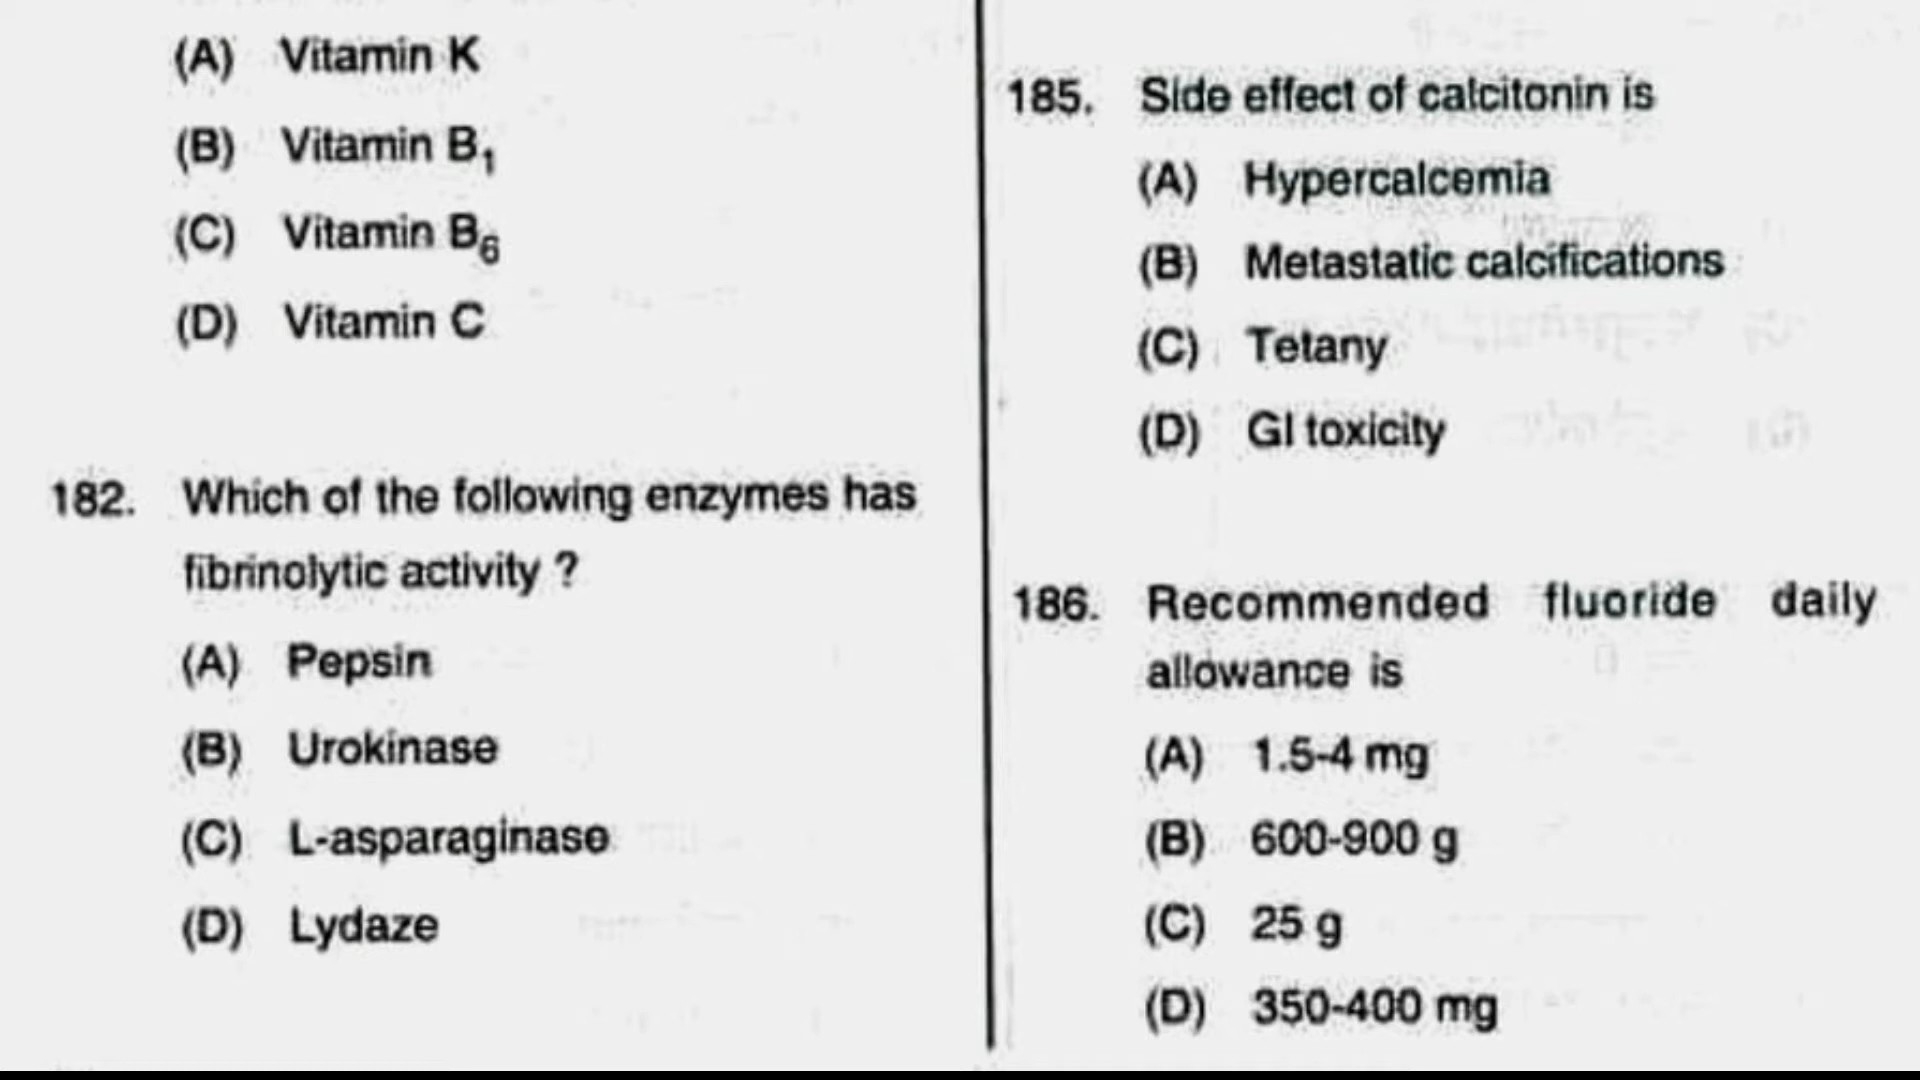 (A) Vitamin K
(B) Vitamin B₁
(C) Vitamin B₆
(D) Vitamin C
182. Which of the following enzymes has
fibrinolytic activity ?
(A) Pepsin
(B) Urokinase
(C) L-asparaginase
(D) Lydaze
185. Side effect of calcitonin is
(A) Hypercalcemia
(B) Metastatic calcifications
(C) Tetany
(D) GI toxicity
186. Recommended fluoride daily
allowance is
(A) 1.5-4 mg
(B) 600-900 g
(C) 25 g
(D) 350-400 mg